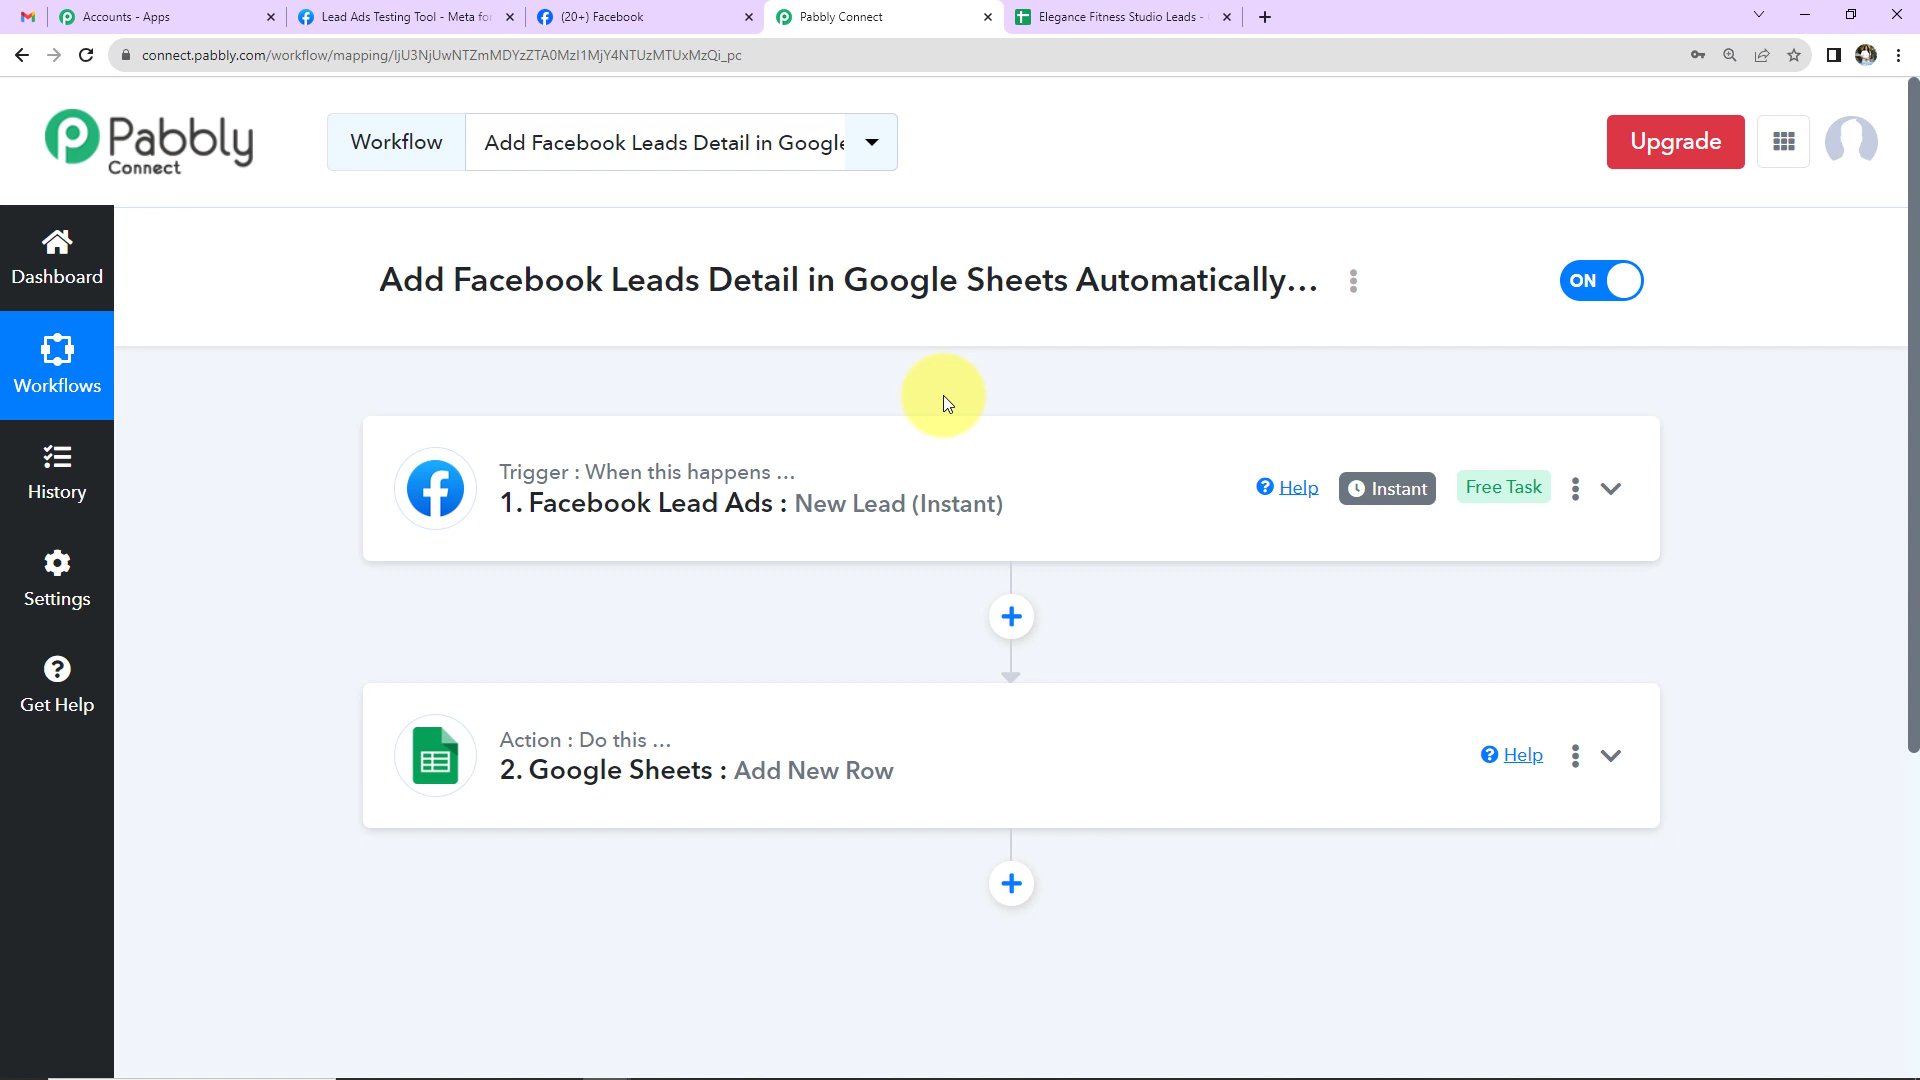 Accounts - Apps
Lead Ads Testing Tool - Meta fo
(20+) Facebook
Pabbly Connect
Elegance Fitness Studio Leads -
connect.pabbly.com/workflow/mapping/
Pabbly
Connect
Workflow
Add Facebook Leads Detail in Google
Upgrade
Dashboard
Workflows
History
Settings
Get Help
Add Facebook Leads Detail in Google Sheets Automatically...
ON
Trigger : When this happens ...
1. Facebook Lead Ads : New Lead (Instant)
Help
Instant
Free Task
Action : Do this ...
2. Google Sheets : Add New Row
Help